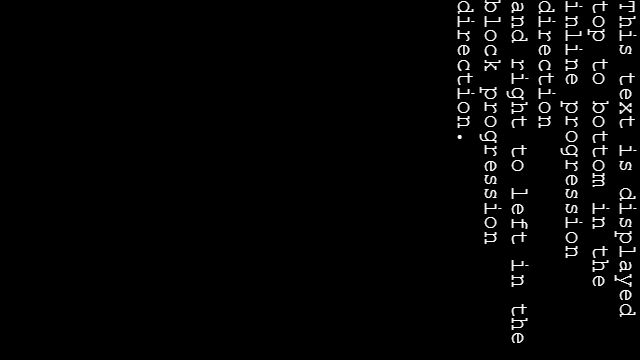 This text is displayed
top to bottom in the
inline progression
direction
and right to left in the
block progression
direction.